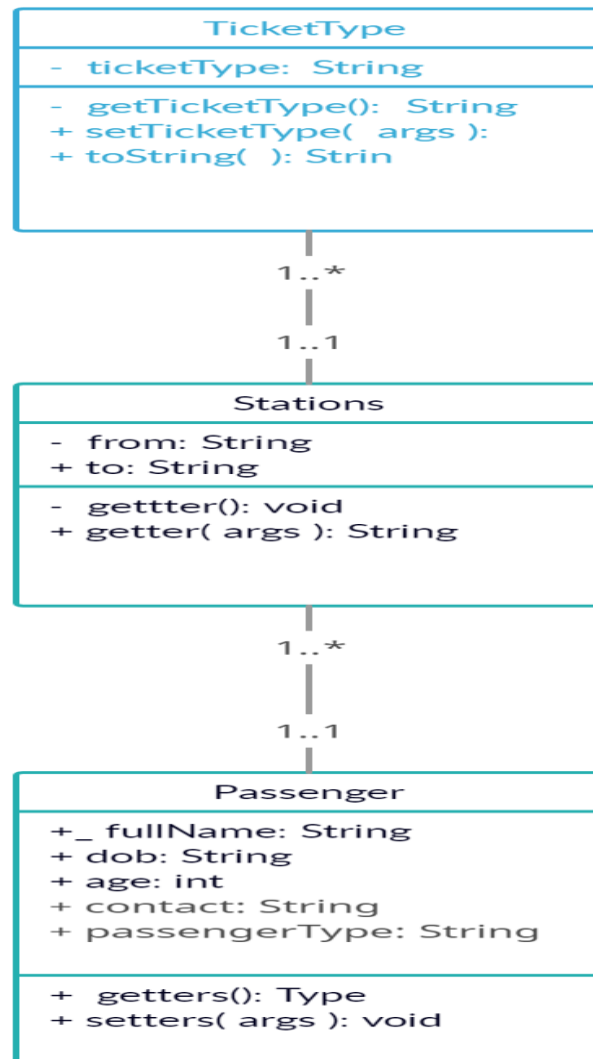 TicketType
- ticketType: String
- getTicketType(): String
+ setTicketType( args ):
+ toString( ): Strin
1..*
1..1
Stations
- from: String
+ to: String
- gettter(): void
+ getter( args ): String
1..*
1..1
Passenger
+_ fullName: String
+ dob: String
+ age: int
+ contact: String
+ passengerType: String
+ getters(): Type
+ setters( args ): void